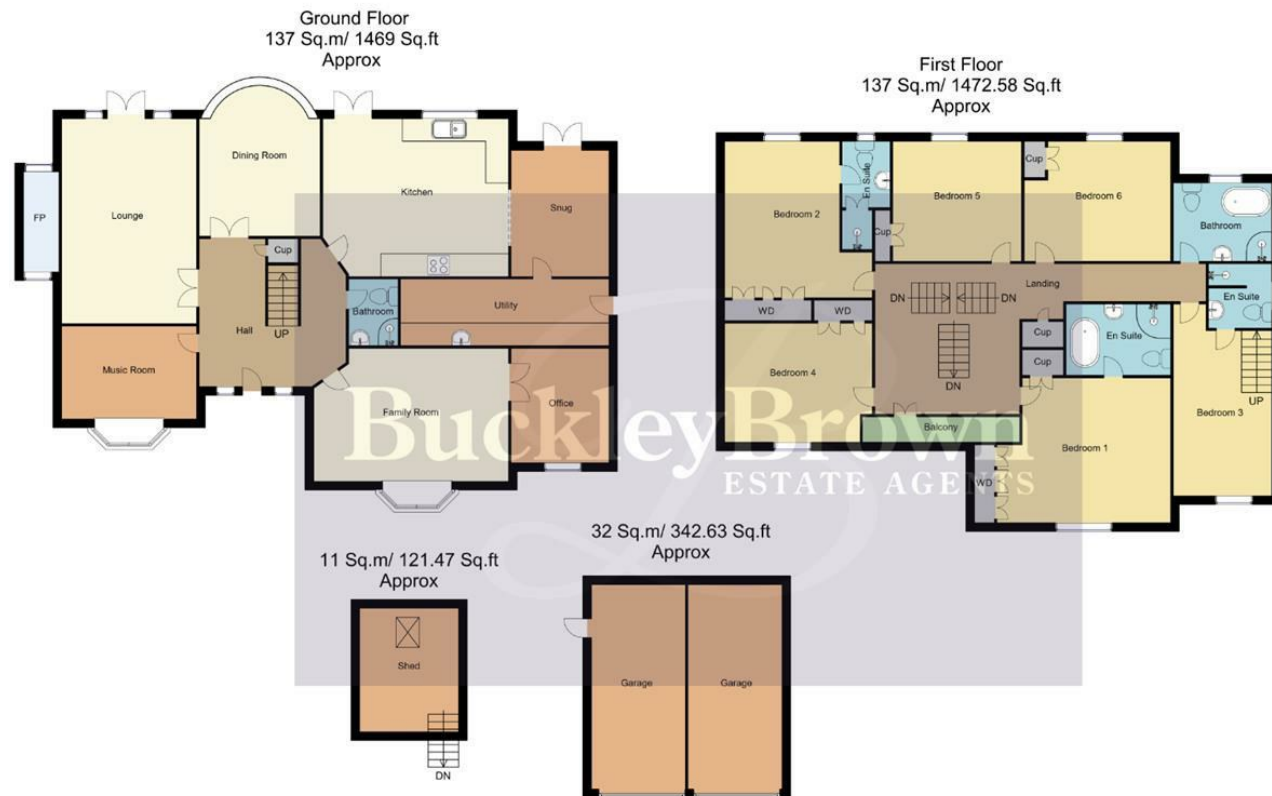 Ground Floor
137 Sq.m/ 1469 Sq.ft
Approx
FP
Lounge
Dining Room
Kitchen
Snug
Cup
Hall
UP
Bathroom
Utility
Music Room
Family Room
Office
First Floor
137 Sq.m/ 1472.58 Sq.ft
Approx
Bedroom 2
En Suite
Cup
Bedroom 5
Cup
Bedroom 6
Bathroom
Landing
DN
DN
DN
WD
WD
Cup
Cup
En Suite
En Suite
UP
Bedroom 3
Bedroom 4
Balcony
Bedroom 1
WD
BuckleyBrown
ESTATE AGENTS
11 Sq.m/ 121.47 Sq.ft
Approx
Shed
DN
32 Sq.m/ 342.63 Sq.ft
Approx
Garage
Garage